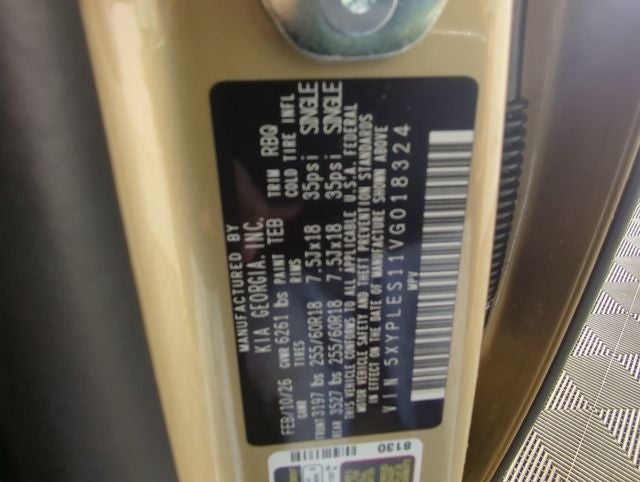 MANUFACTURED BY
KIA GEORGIA, INC.
FEB/10/26 GVWR 6261 lbs PAINT TEB TRIM RBQ
GAWR TIRES RIMS COLD TIRE INFL
FRONT 3197 lbs 255/60R18 7.5Jx18 35psi SINGLE
REAR 3527 lbs 255/60R18 7.5Jx18 35psi SINGLE
THIS VEHICLE CONFORMS TO ALL APPLICABLE U.S.A. FEDERAL
MOTOR VEHICLE SAFETY AND THEFT PREVENTION STANDARDS
IN EFFECT ON THE DATE OF MANUFACTURE SHOWN ABOVE
VIN 5XYPLES11VG018324
MPV
8130